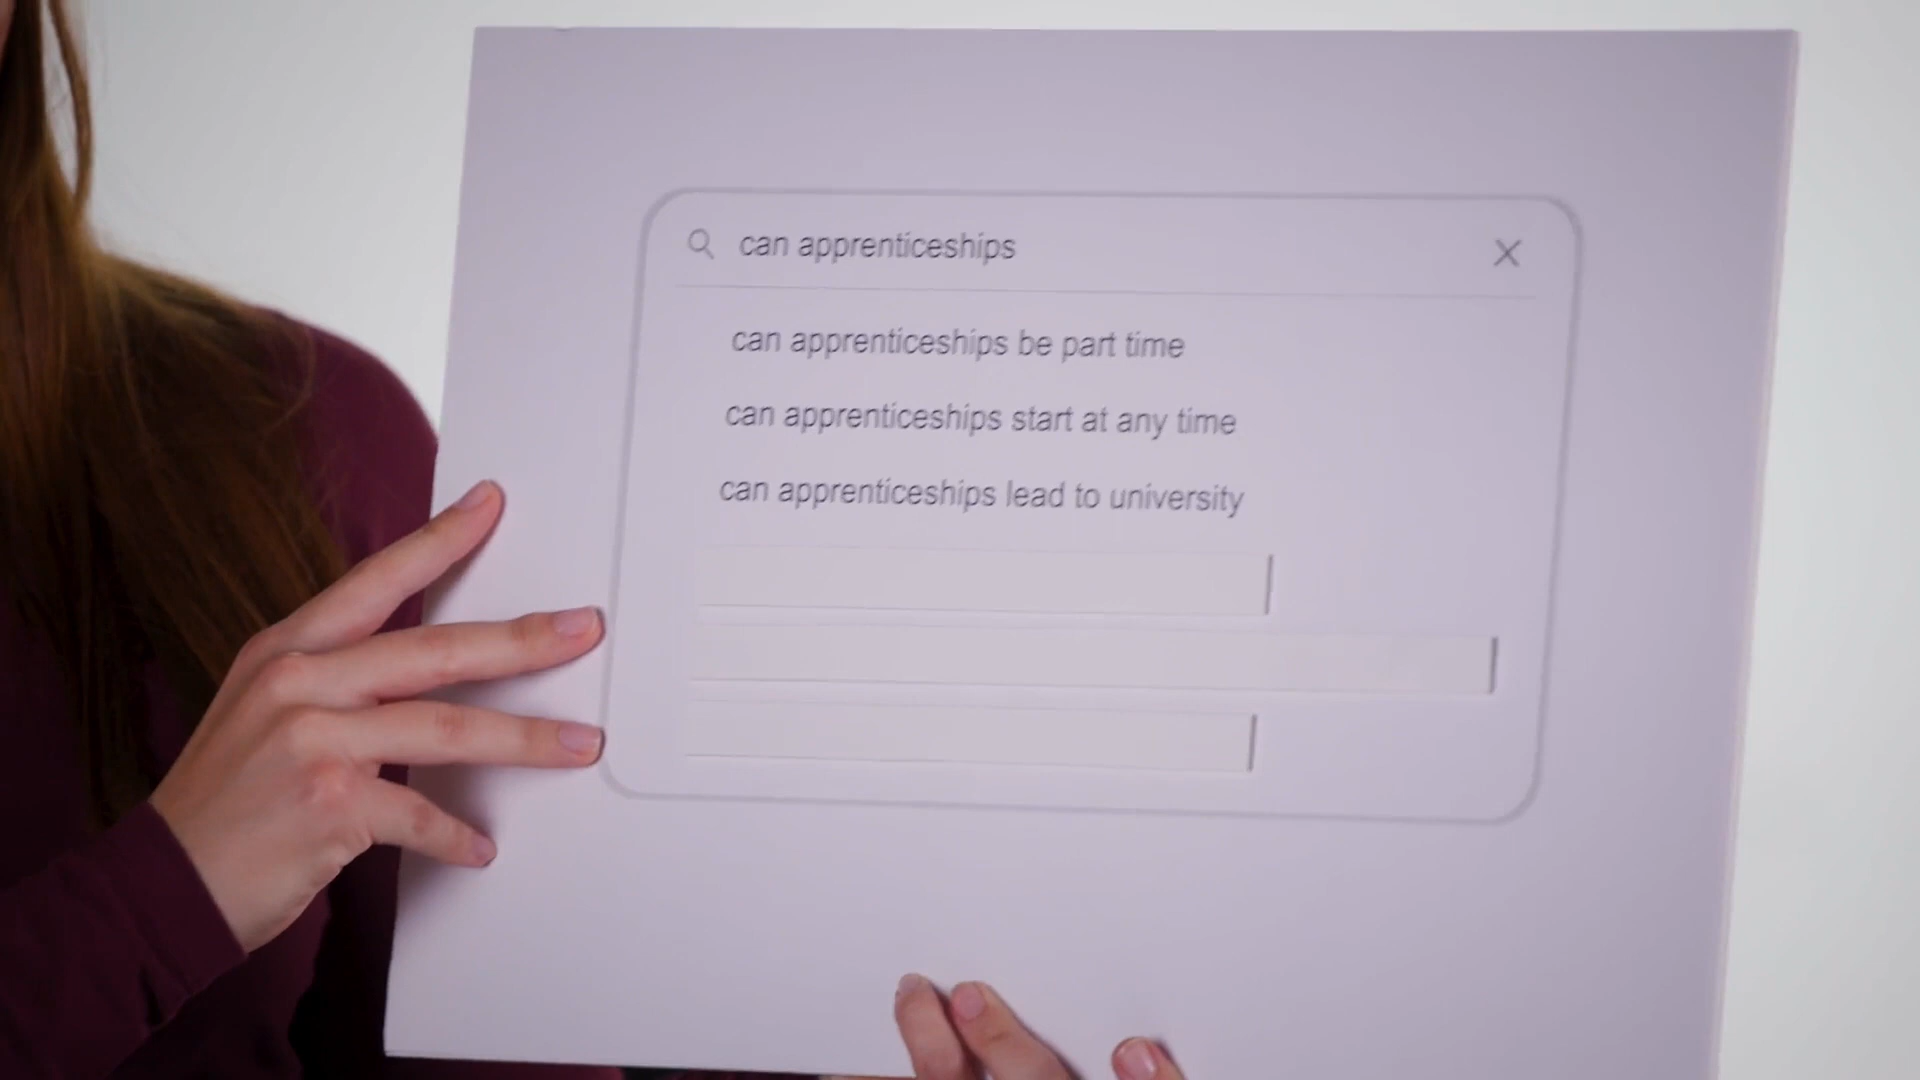 can apprenticeships
can apprenticeships be part time
can apprenticeships start at any time
can apprenticeships lead to university